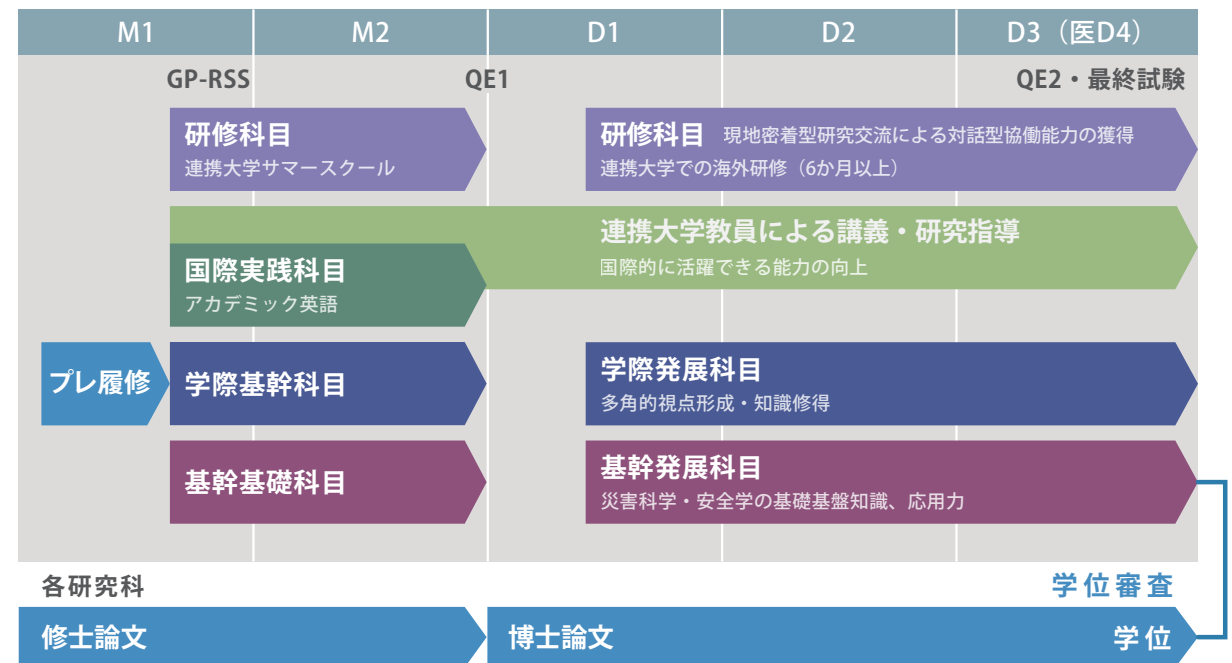 M1
M2
D1
D2
D3（医D4）
GP-RSS
QE1
QE2・最終試験
研修科目
連携大学サマースクール
研修科目 現地密着型研究交流による対話型協働能力の獲得
連携大学での海外研修（6か月以上）
連携大学教員による講義・研究指導
国際的に活躍できる能力の向上
国際実践科目
アカデミック英語
プレ履修
学際基幹科目
学際発展科目
多角的視点形成・知識修得
基幹基礎科目
基幹発展科目
災害科学・安全学の基礎基盤知識、応用力
各研究科
学位審査
修士論文
博士論文
学位